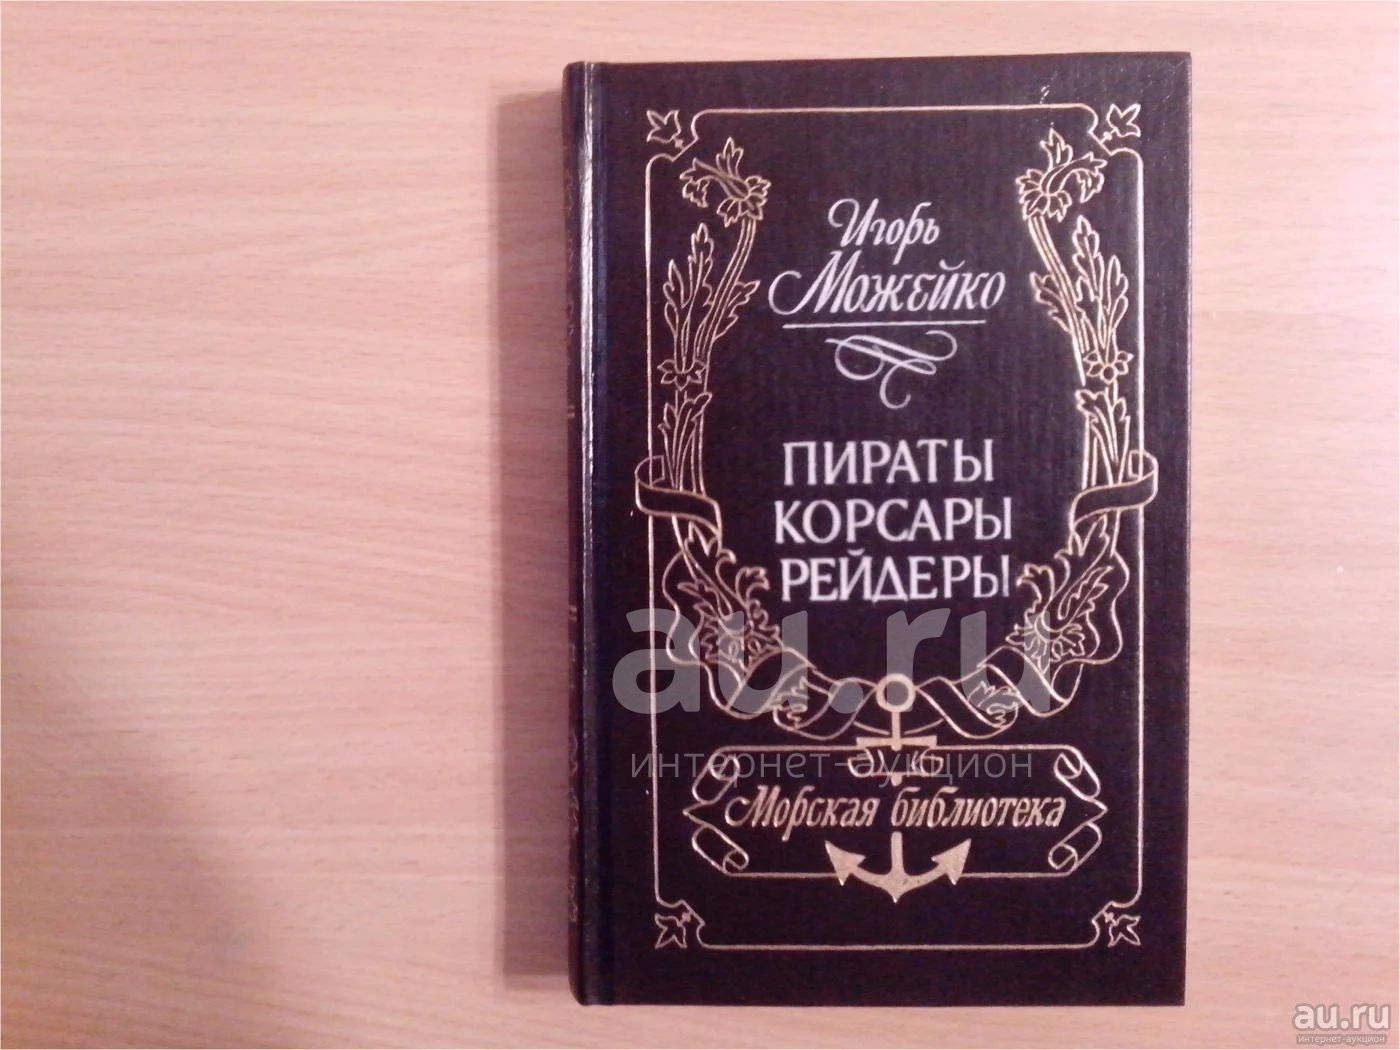 Игорь
Можейко
ПИРАТЫ
КОРСАРЫ
РЕЙДЕРЫ
au.ru
интернет-аукцион
Морская библиотека
au.ru
интернет-аукцион